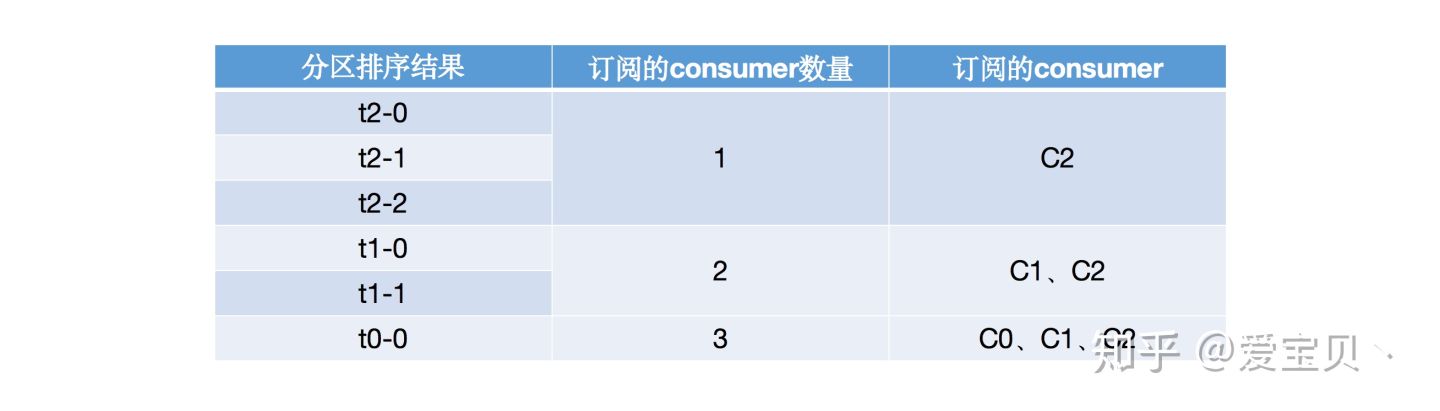 分区排序结果 订阅的consumer数量 订阅的consumer
t2-0
t2-1 1 C2
t2-2
t1-0
2 C1、C2
t1-1
t0-0 3 C0、C1、C2
知乎 @爱宝贝丶